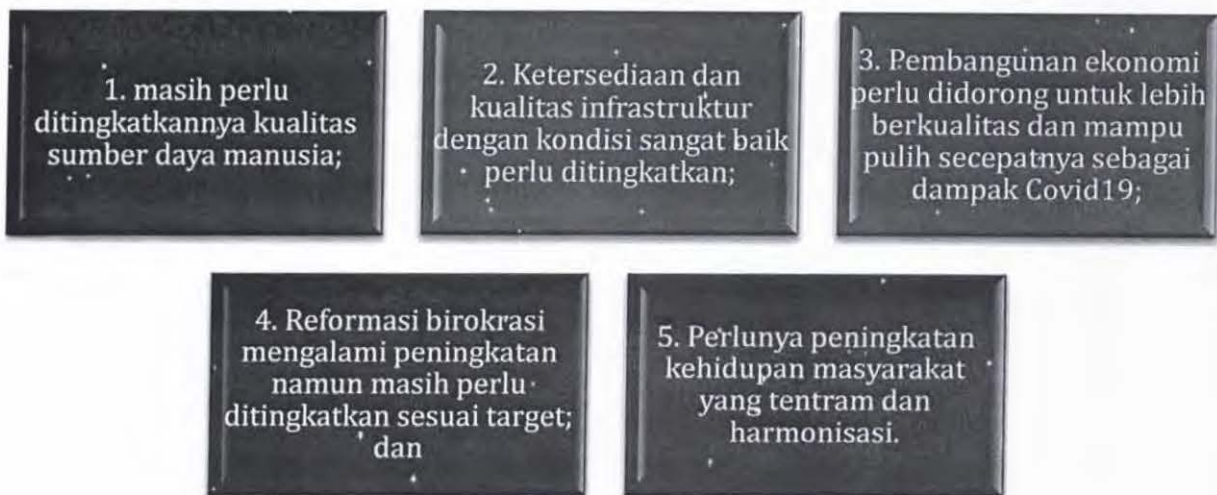 1. masih perlu
ditingkatkannya kualitas
sumber daya manusia;
2. Ketersediaan dan
kualitas infrastruktur
dengan kondisi sangat baik
perlu ditingkatkan;
3. Pembangunan ekonomi
perlu didorong untuk lebih
berkualitas dan mampu
pulih secepatnya sebagai
dampak Covid19;
4. Reformasi birokrasi
mengalami peningkatan
namun masih perlu
ditingkatkan sesuai target;
dan
5. Perlunya peningkatan
kehidupan masyarakat
yang tentram dan
harmonisasi.